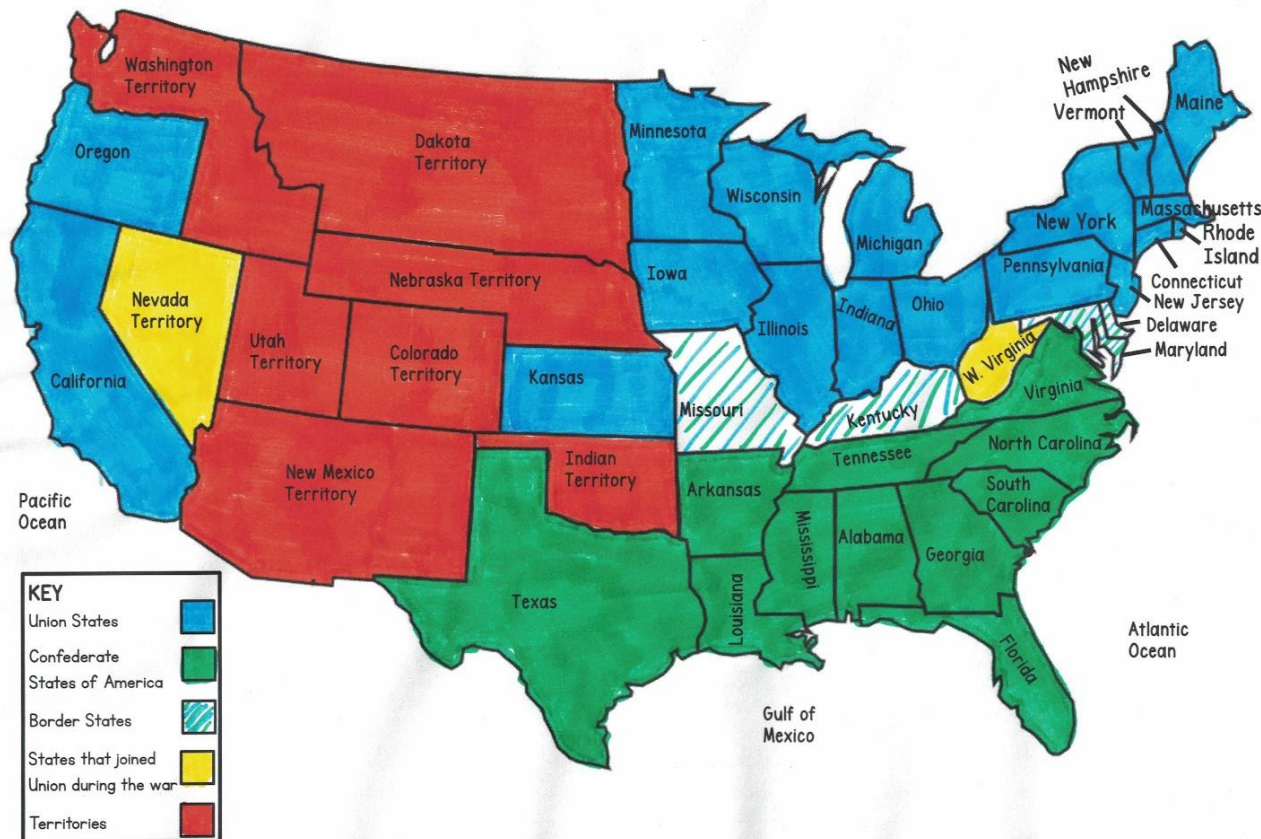 Washington
Territory
Oregon
Dakota
Territory
Minnesota
Wisconsin
Michigan
New
Hampshire
Vermont
Maine
New York
Massachusetts
Rhode
Island
Connecticut
New Jersey
Delaware
Maryland
Pennsylvania
Nebraska Territory
Iowa
Illinois
Indiana
Ohio
W. Virginia
Virginia
Nevada
Territory
Utah
Territory
Colorado
Territory
Kansas
Missouri
Kentucky
California
New Mexico
Territory
Indian
Territory
Tennessee
North Carolina
Arkansas
South
Carolina
Mississippi
Alabama
Georgia
Texas
Louisiana
Florida
Pacific
Ocean
Atlantic
Ocean
Gulf of
Mexico
KEY
Union States
Confederate
States of America
Border States
States that joined
Union during the war
Territories